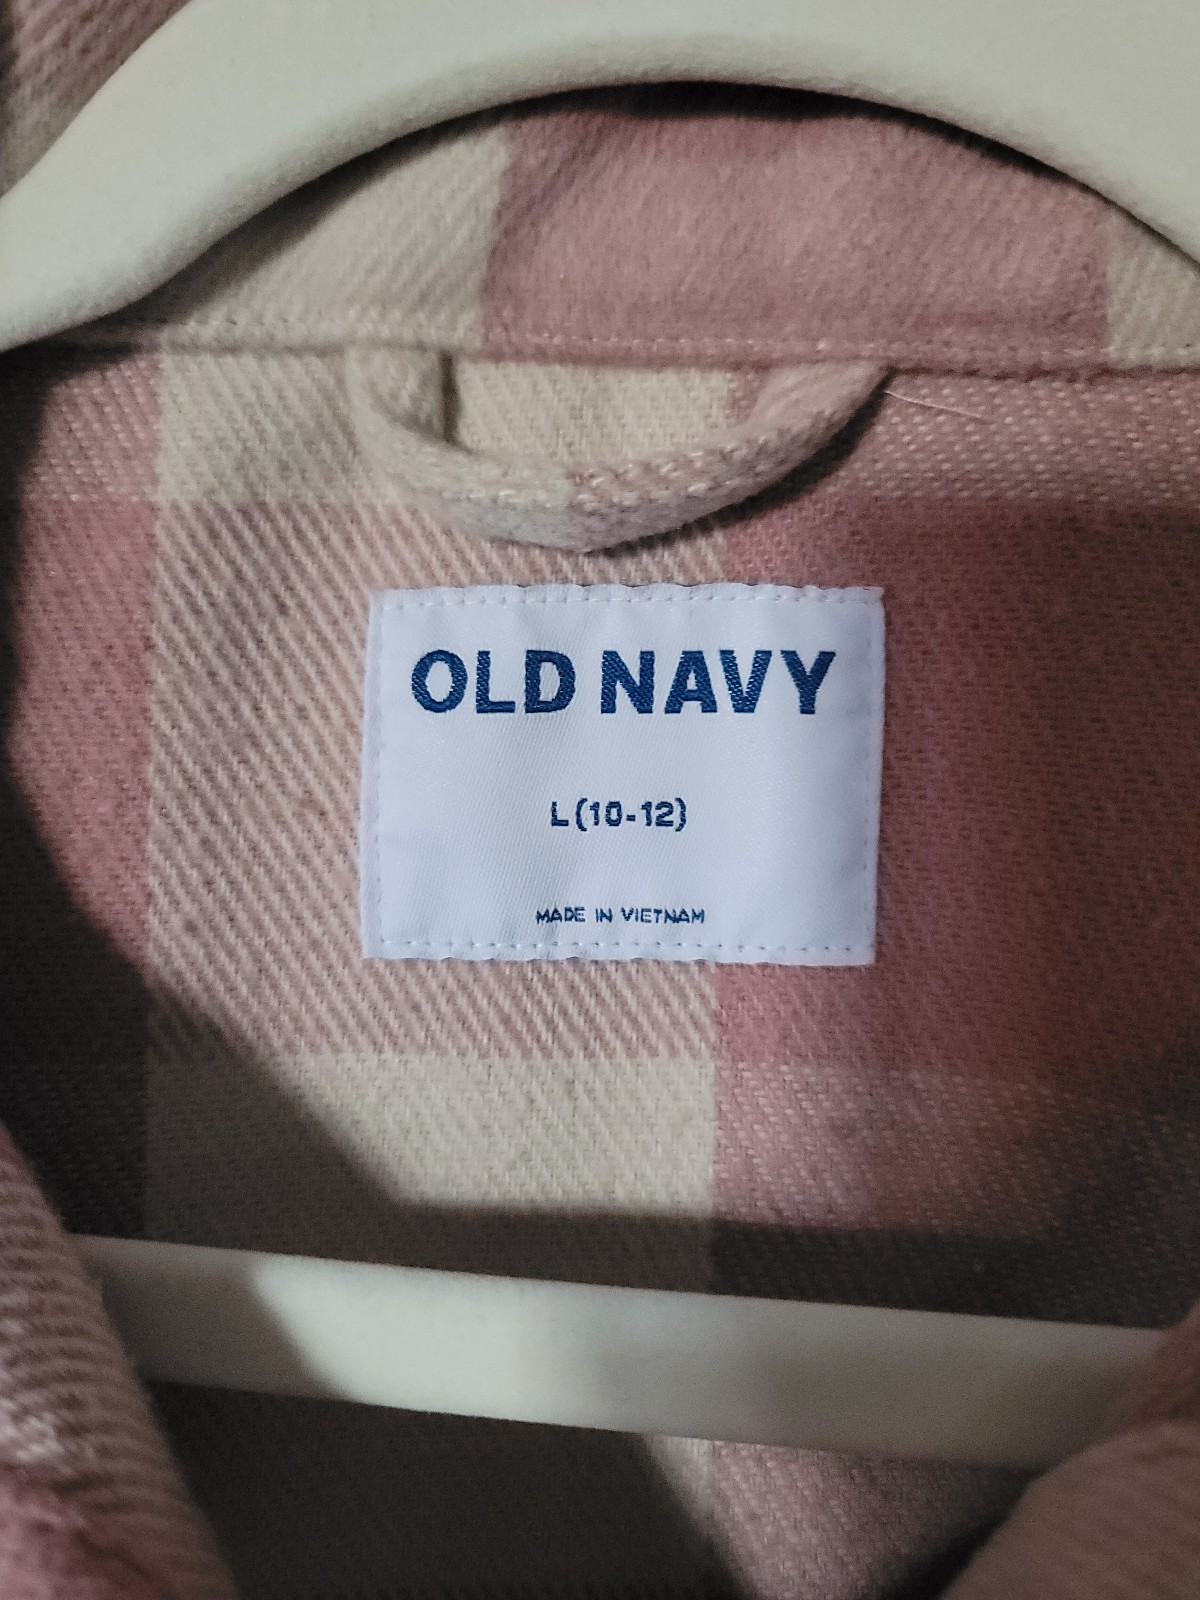 OLD NAVY
L (10-12)
MADE IN VIETNAM